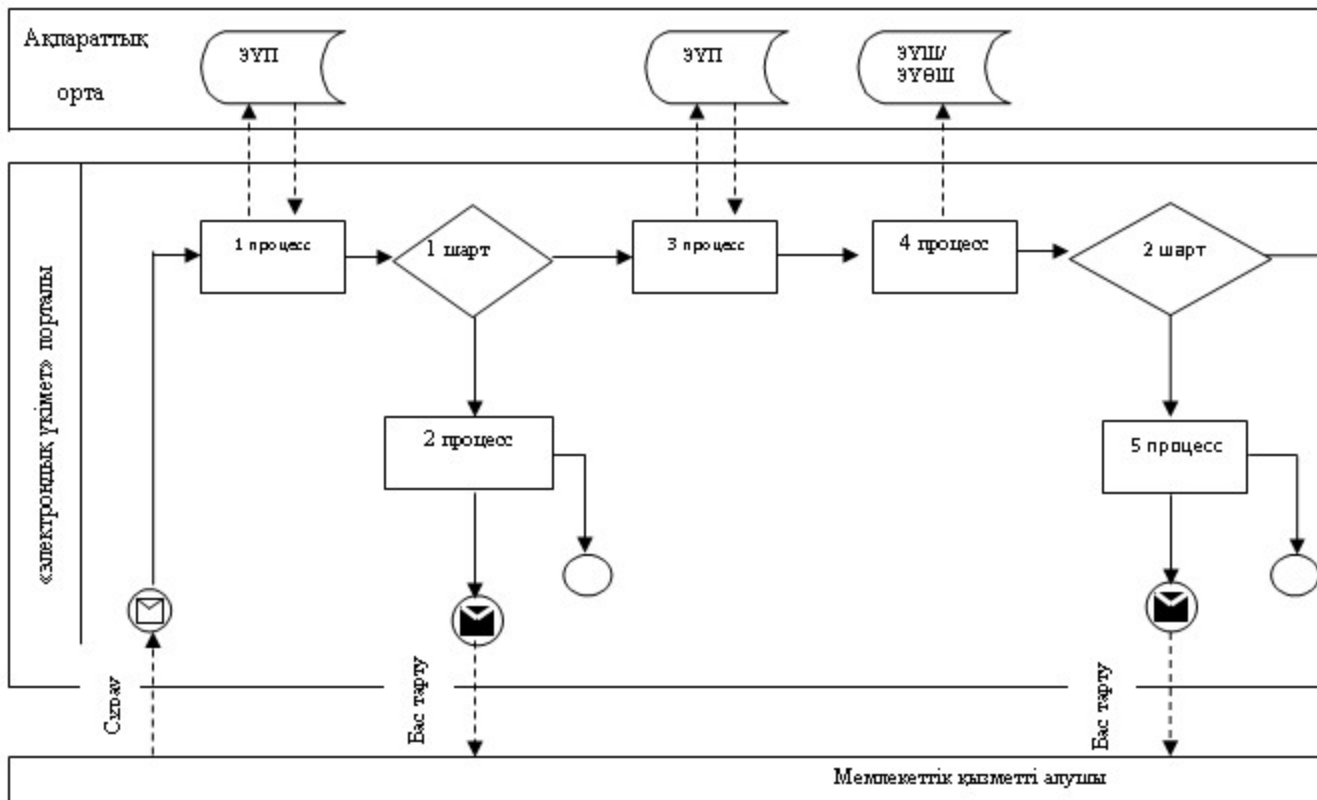 Ақпараттық
орта
ЭҮП
ЭҮП
ЭҮШ/
ЭҮӨШ
«электрондық үкімет» порталы
1 процесс
1 шарт
3 процесс
4 процесс
2 шарт
2 процесс
5 процесс
Сұрау
Бас тарту
Бас тарту
Мемлекеттік қызметті алушы